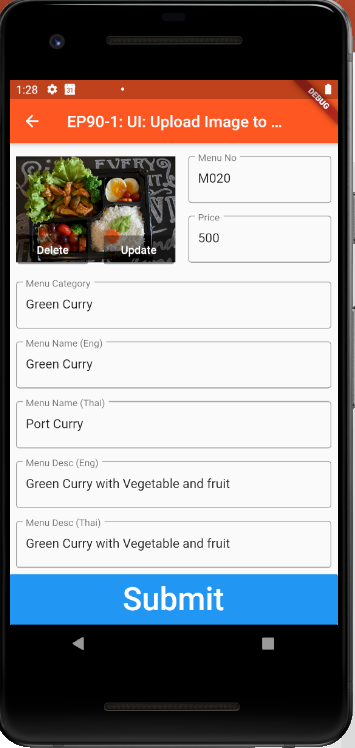 1:28
31
DEBUG
EP90-1: UI: Upload Image to ...
EVERY
Delete
Update
Menu No
M020
Price
500
Menu Category
Green Curry
Menu Name (Eng)
Green Curry
Menu Name (Thai)
Port Curry
Menu Desc (Eng)
Green Curry with Vegetable and fruit
Menu Desc (Thai)
Green Curry with Vegetable and fruit
Submit